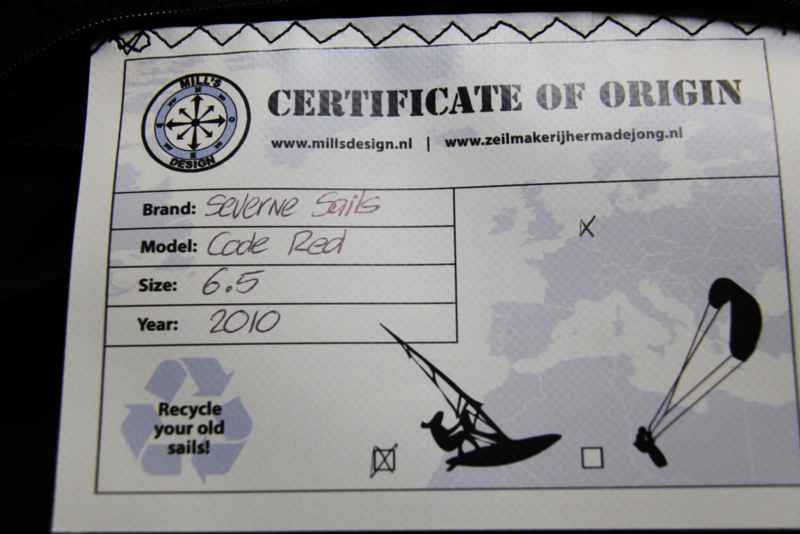 MILL'S
DESIGN
CERTIFICATE OF ORIGIN
www.millsdesign.nl | www.zeilmakerijhermadejong.nl
Brand: Severne Sails
Model: Code Red
Size: 6.5
Year: 2010
X
Recycle
your old
sails!
X